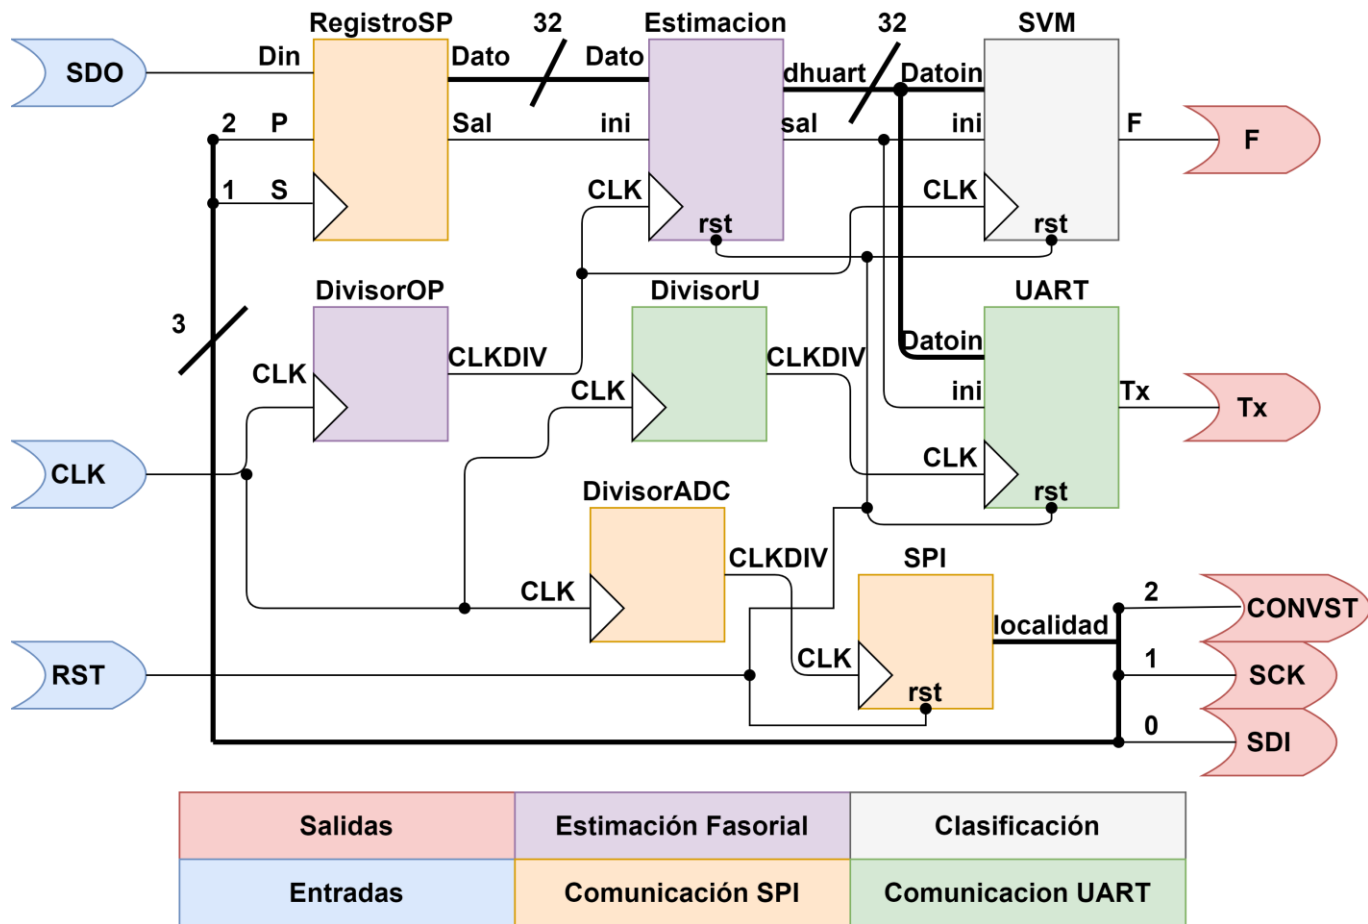 RegistroSP
32
Estimacion
32
SVM
SDO
Din
Dato
Dato
dhuart
Datoin
2
P
Sal
ini
sal
ini
F
F
1
S
CLK
CLK
rst
rst
DivisorOP
DivisorU
UART
3
CLK
CLKDIV
CLK
CLKDIV
Datoin
ini
Tx
Tx
CLK
CLK
rst
DivisorADC
CLKDIV
SPI
CLK
2
CONVST
localidad
RST
CLK
rst
1
SCK
0
SDI
Salidas
Estimación Fasorial
Clasificación
Entradas
Comunicación SPI
Comunicacion UART